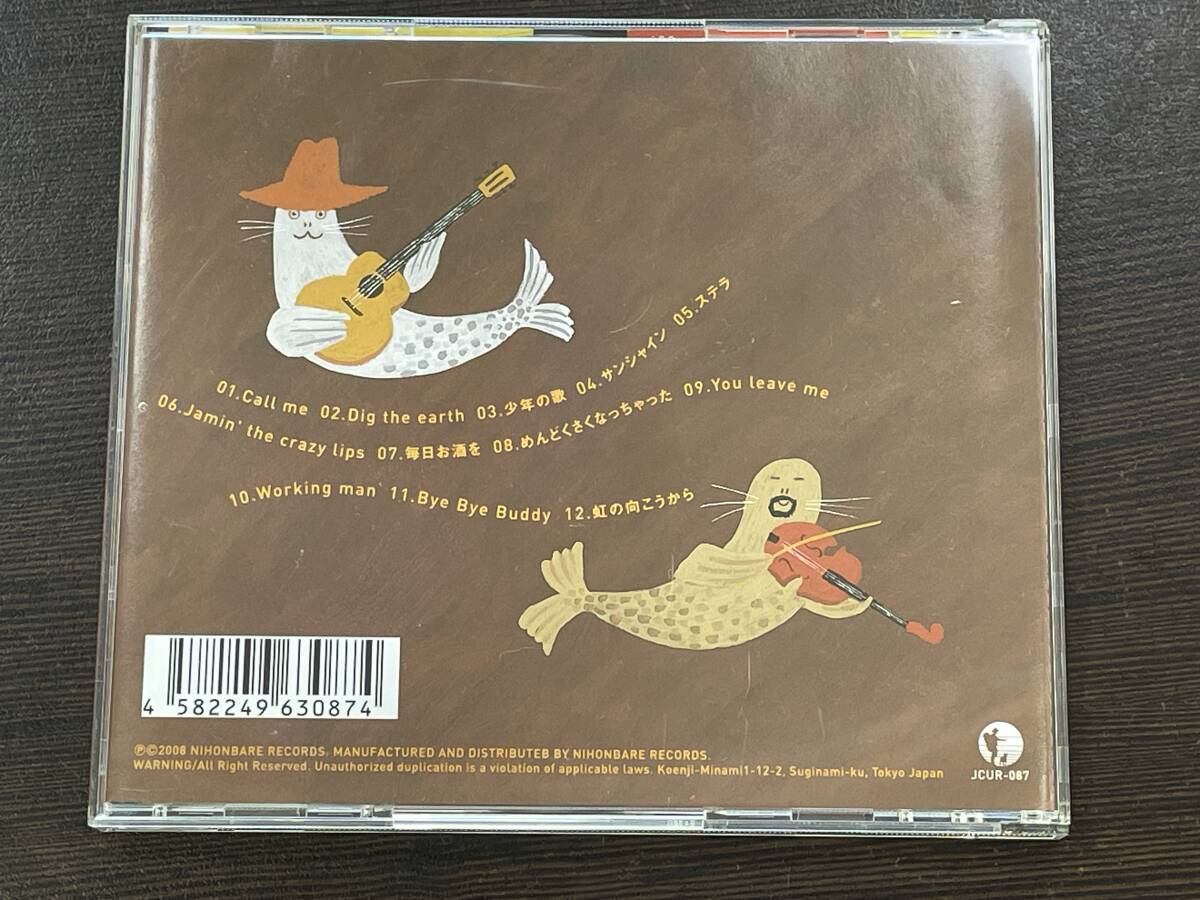 01.Call me 02.Dig the earth 03.少年の歌 04.サンシャイン 05.ステラ
06.Jamin' the crazy lips 07.毎日お酒を 08.めんどくさくなっちゃった 09.You leave me
10.Working man 11.Bye Bye Buddy 12.虹の向こうから
4 582249 630874
℗©2008 NIHONBARE RECORDS. MANUFACTURED AND DISTRIBUTEB BY NIHONBARE RECORDS.
WARNING/All Right Reserved. Unauthorized duplication is a violation of applicable laws. Koenji-Minami1-12-2, Suginami-ku, Tokyo Japan
JCUR-087